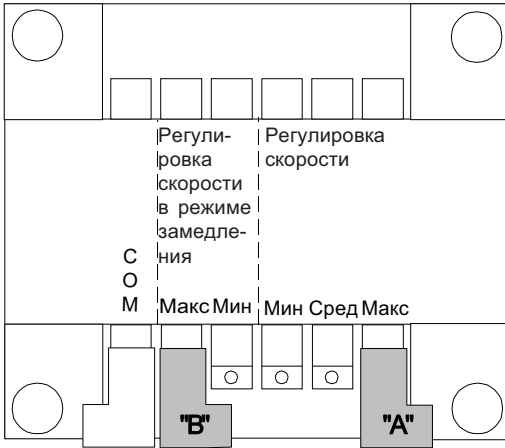 Регули-
ровка
скорости
в режиме
замедле-
ния
Регулировка
скорости
С
О
М
Макс Мин
Мин Сред Макс
"B"
"A"